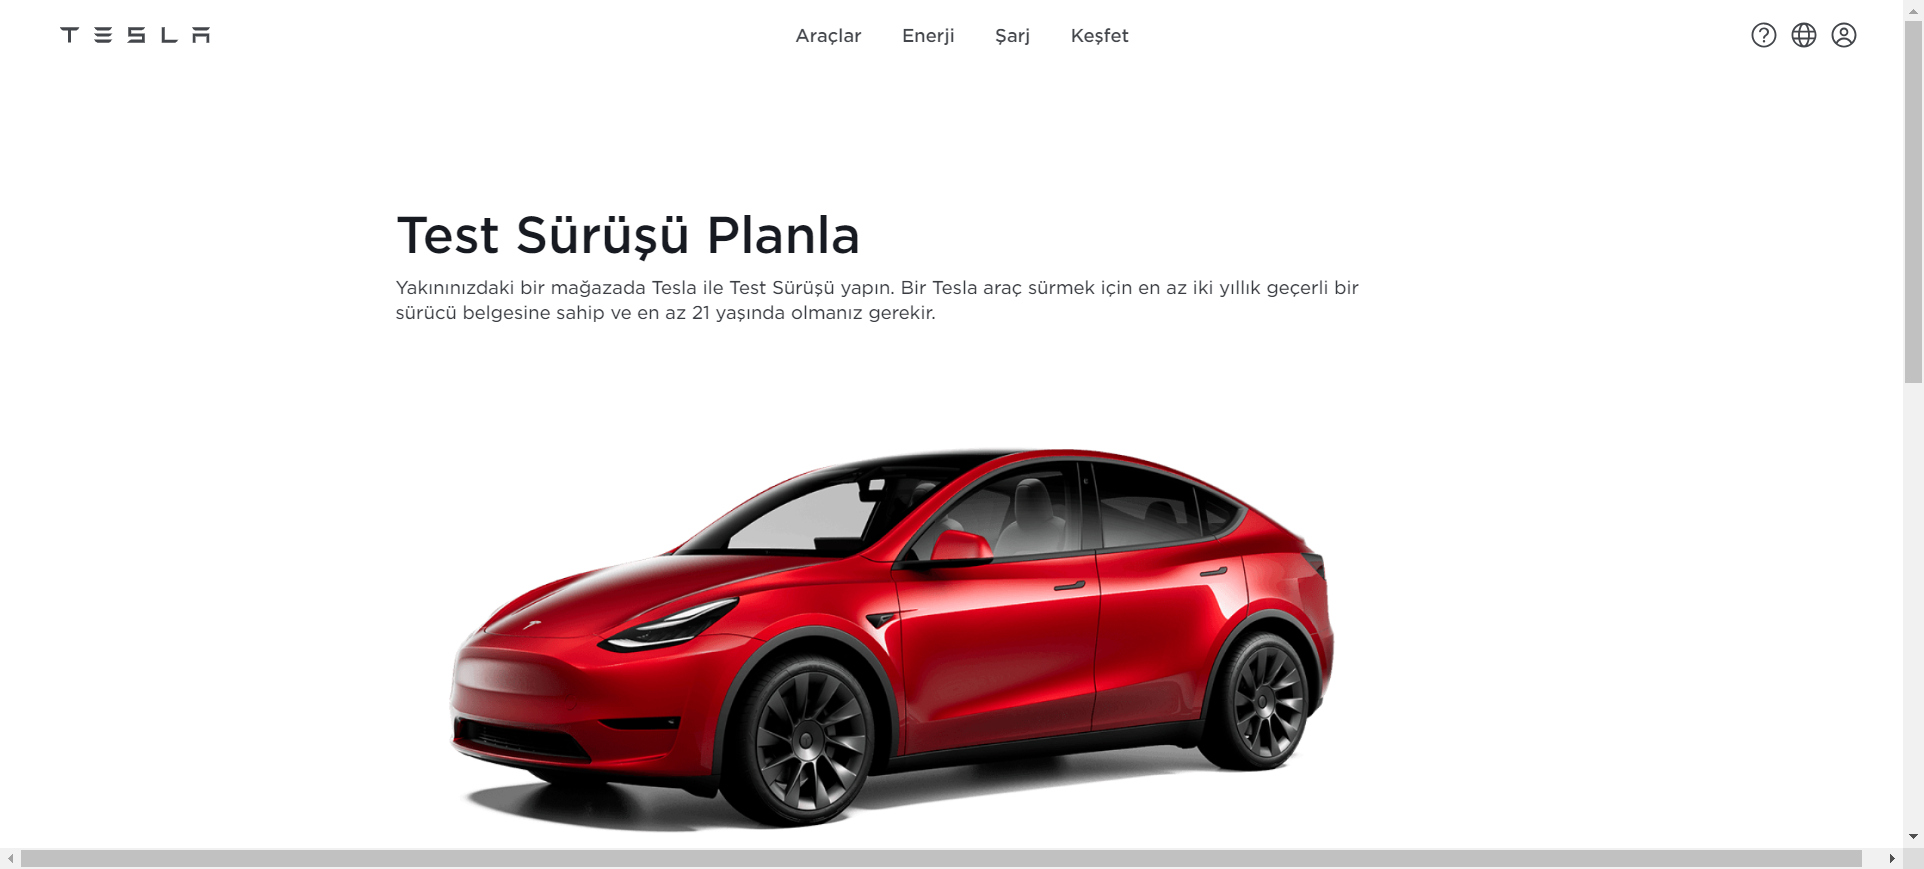 TESLA
Araçlar Enerji Şarj Keşfet
Test Sürüşü Planla
Yakınınızdaki bir mağazada Tesla ile Test Sürüşü yapın. Bir Tesla araç sürmek için en az iki yıllık geçerli bir
sürücü belgesine sahip ve en az 21 yaşında olmanız gerekir.